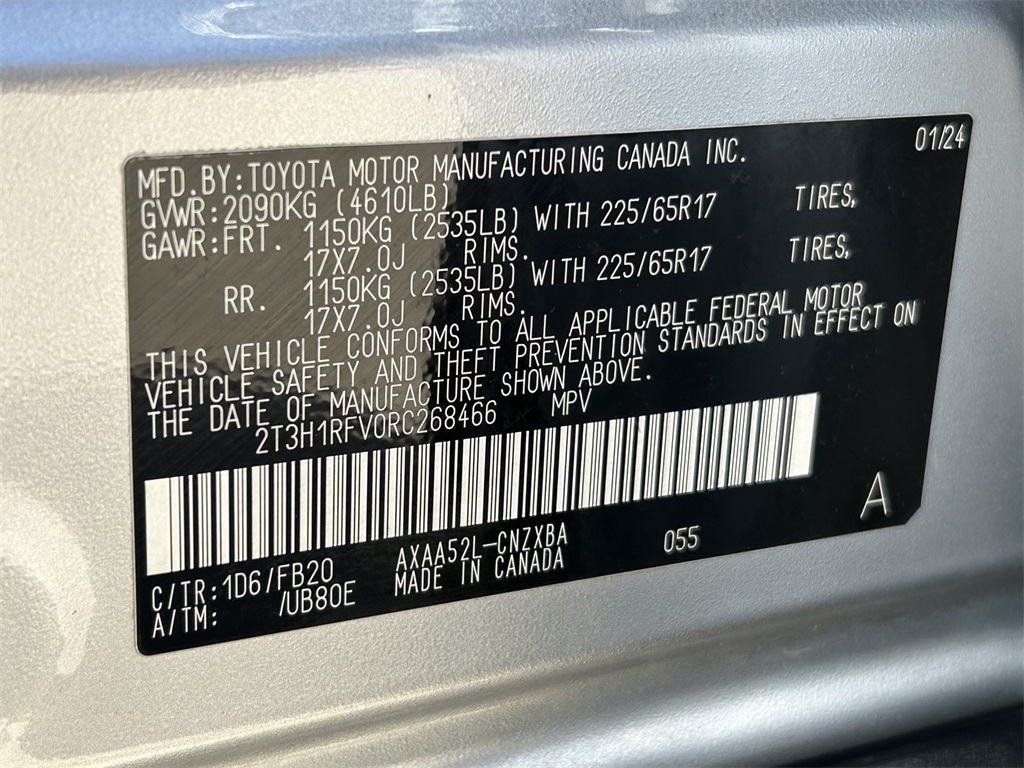 01/24
MFD.BY:TOYOTA MOTOR MANUFACTURING CANADA INC.
GVWR:2090KG (4610LB)
GAWR:FRT. 1150KG (2535LB) WITH 225/65R17 TIRES,
17X7.0J RIMS.
RR. 1150KG (2535LB) WITH 225/65R17 TIRES,
17X7.0J RIMS.
THIS VEHICLE CONFORMS TO ALL APPLICABLE FEDERAL MOTOR
VEHICLE SAFETY AND THEFT PREVENTION STANDARDS IN EFFECT ON
THE DATE OF MANUFACTURE SHOWN ABOVE.
2T3H1RFV0RC268466 MPV
A
C/TR:1D6/FB20 AXAA52L-CNZXBA 055
A/TM: /UB80E MADE IN CANADA